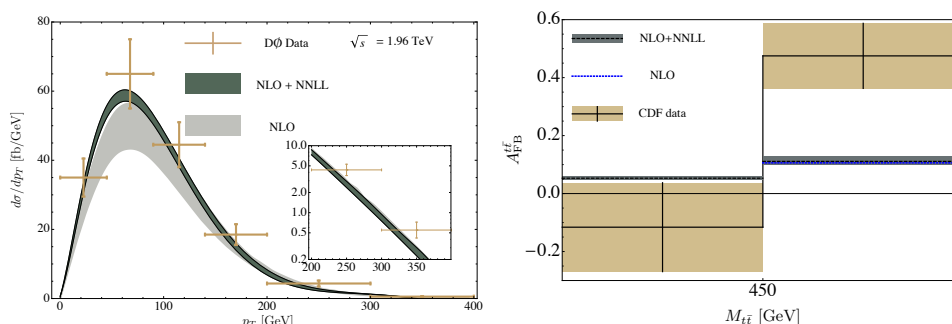 80
60
40
20
0
dσ/dp_T [fb/GeV]
DØ Data
√s = 1.96 TeV
NLO + NNLL
NLO
10.0
5.0
2.0
1.0
0.5
0.2
200 250 300 350
0 100 200 300 400
p_T [GeV]
0.6
0.4
0.2
0.0
−0.2
A_FB^{tt̄}
NLO+NNLL
NLO
CDF data
450
M_{tt̄} [GeV]